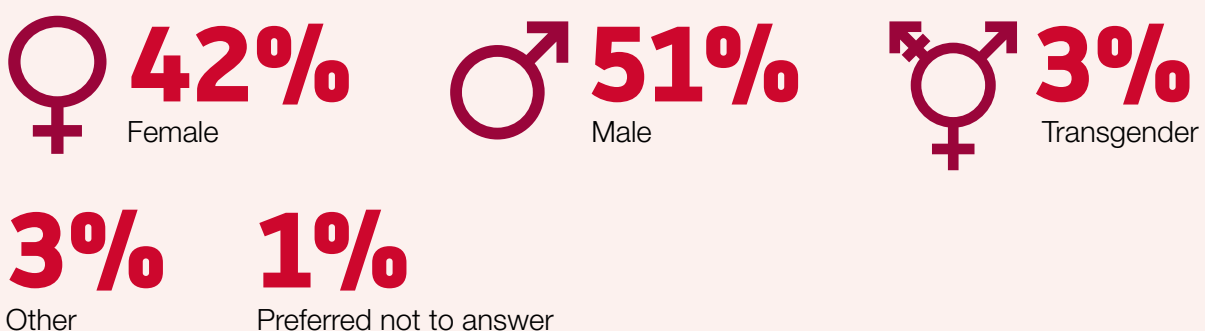 42%
Female
51%
Male
3%
Transgender
3%
Other
1%
Preferred not to answer